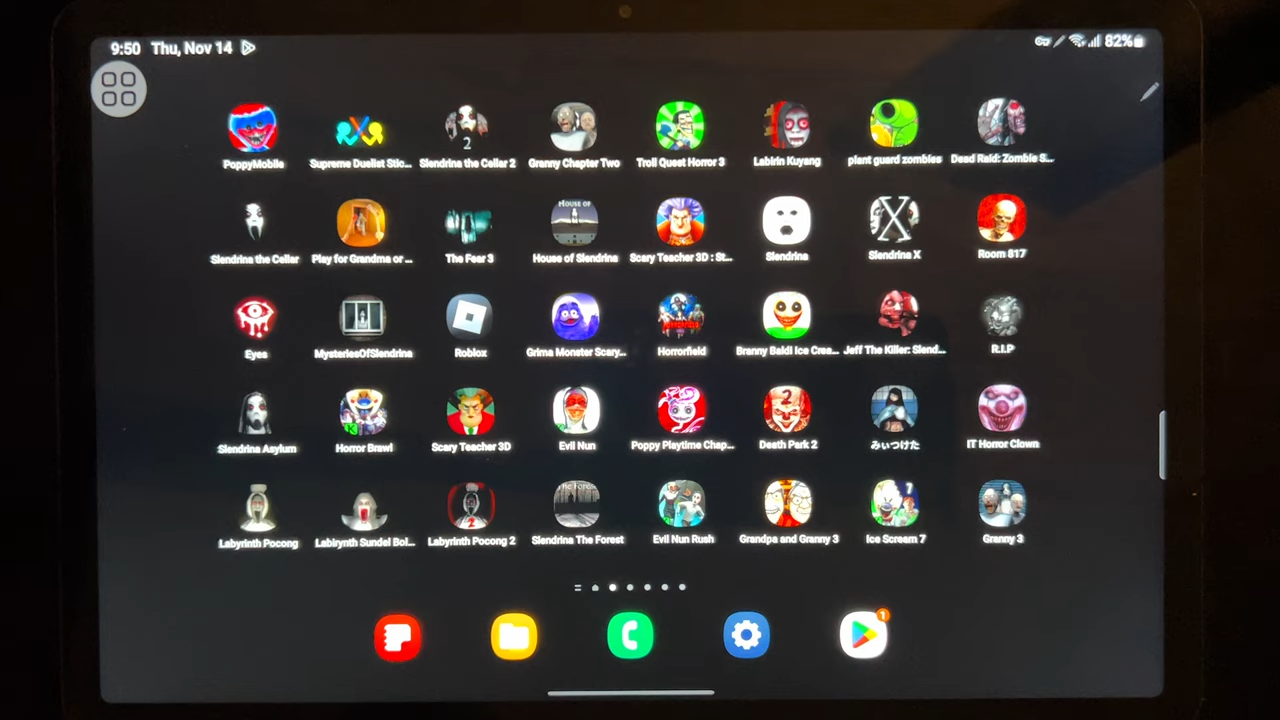 9:50 Thu, Nov 14 82%
PoppyMobile Supreme Duelist Stic... Slendrina the Cellar 2 Granny Chapter Two Troll Quest Horror 3 Labirin Kuyang plant guard zombies Dead Raid: Zombie S...
Slendrina the Cellar Play for Grandma or ... The Fear 3 House of Slendrina Scary Teacher 3D : St... Slendrina Slendrina X Room 817
Eyes MysteriesOfSlendrina Roblox Grima Monster Scary... Horrorfield Branny Baldi Ice Crea... Jeff The Killer: Slend... R.I.P
Slendrina Asylum Horror Brawl Scary Teacher 3D Evil Nun Poppy Playtime Chap... Death Park 2 みぃつけた IT Horror Clown
Labyrinth Pocong Labirynth Sundel Bol... Labyrinth Pocong 2 Slendrina The Forest Evil Nun Rush Grandpa and Granny 3 Ice Scream 7 Granny 3
1